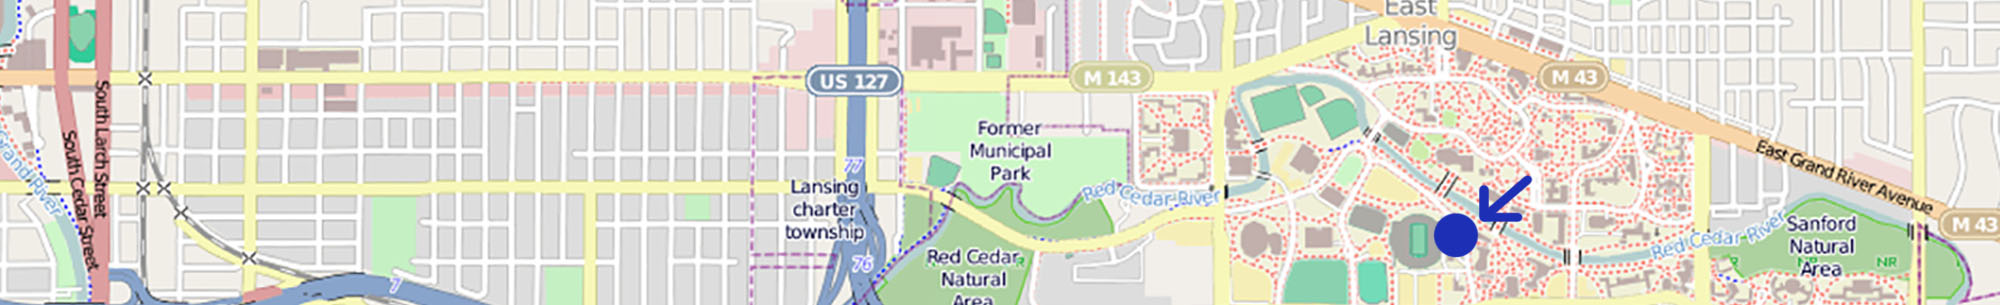 East
Lansing
M 43
US 127
M 143
South Larch Street
South Cedar Street
Grand River
77
Former
Municipal
Park
Lansing
charter
township
Red Cedar River
East Grand River Avenue
M 43
76
7
Red Cedar
Natural
Area
R
Red Cedar River
Sanford
Natural
Area
R
NR
NR